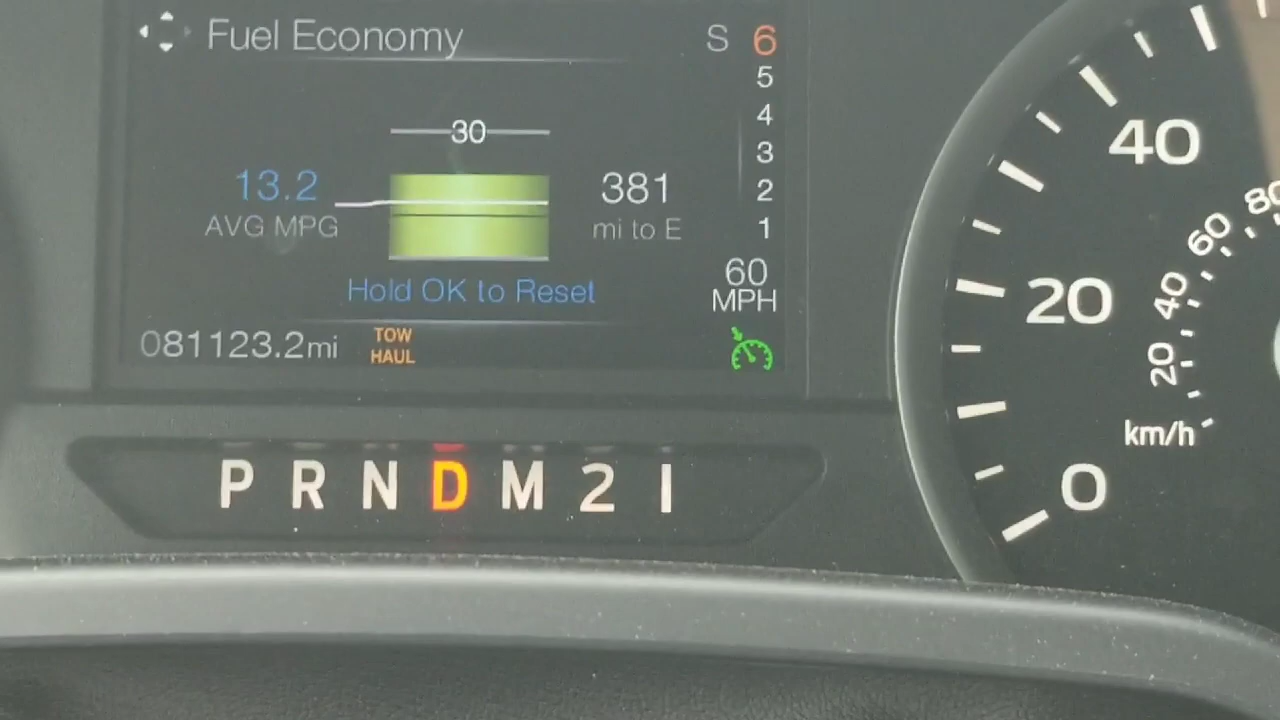 Fuel Economy
S 6
5
4
3
2
1
30
13.2
AVG MPG
381
mi to E
Hold OK to Reset
60
MPH
081123.2mi
TOW
HAUL
P R N D M 2 1
40
20
0
80
60
40
20
km/h